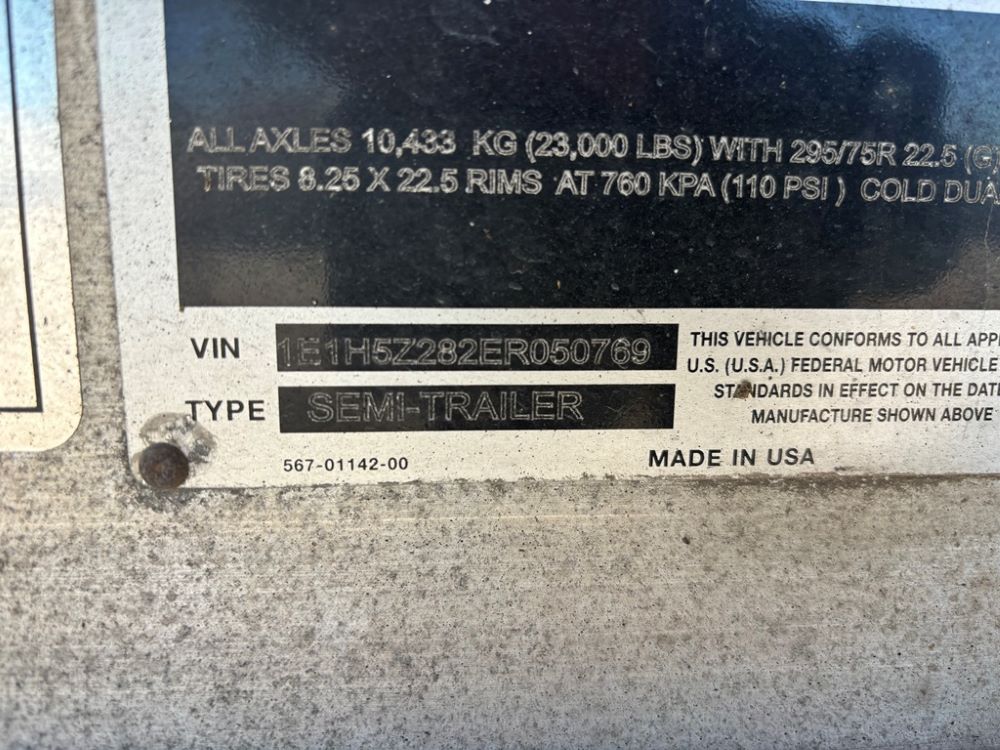 ALL AXLES 10,433 KG (23,000 LBS) WITH 295/75R 22.5 (G)
TIRES 8.25 X 22.5 RIMS AT 760 KPA (110 PSI ) COLD DUA
VIN 1E1H5Z282ER050769
TYPE SEMI-TRAILER
567-01142-00
THIS VEHICLE CONFORMS TO ALL APP
U.S. (U.S.A.) FEDERAL MOTOR VEHICLE
STANDARDS IN EFFECT ON THE DAT
MANUFACTURE SHOWN ABOVE
MADE IN USA